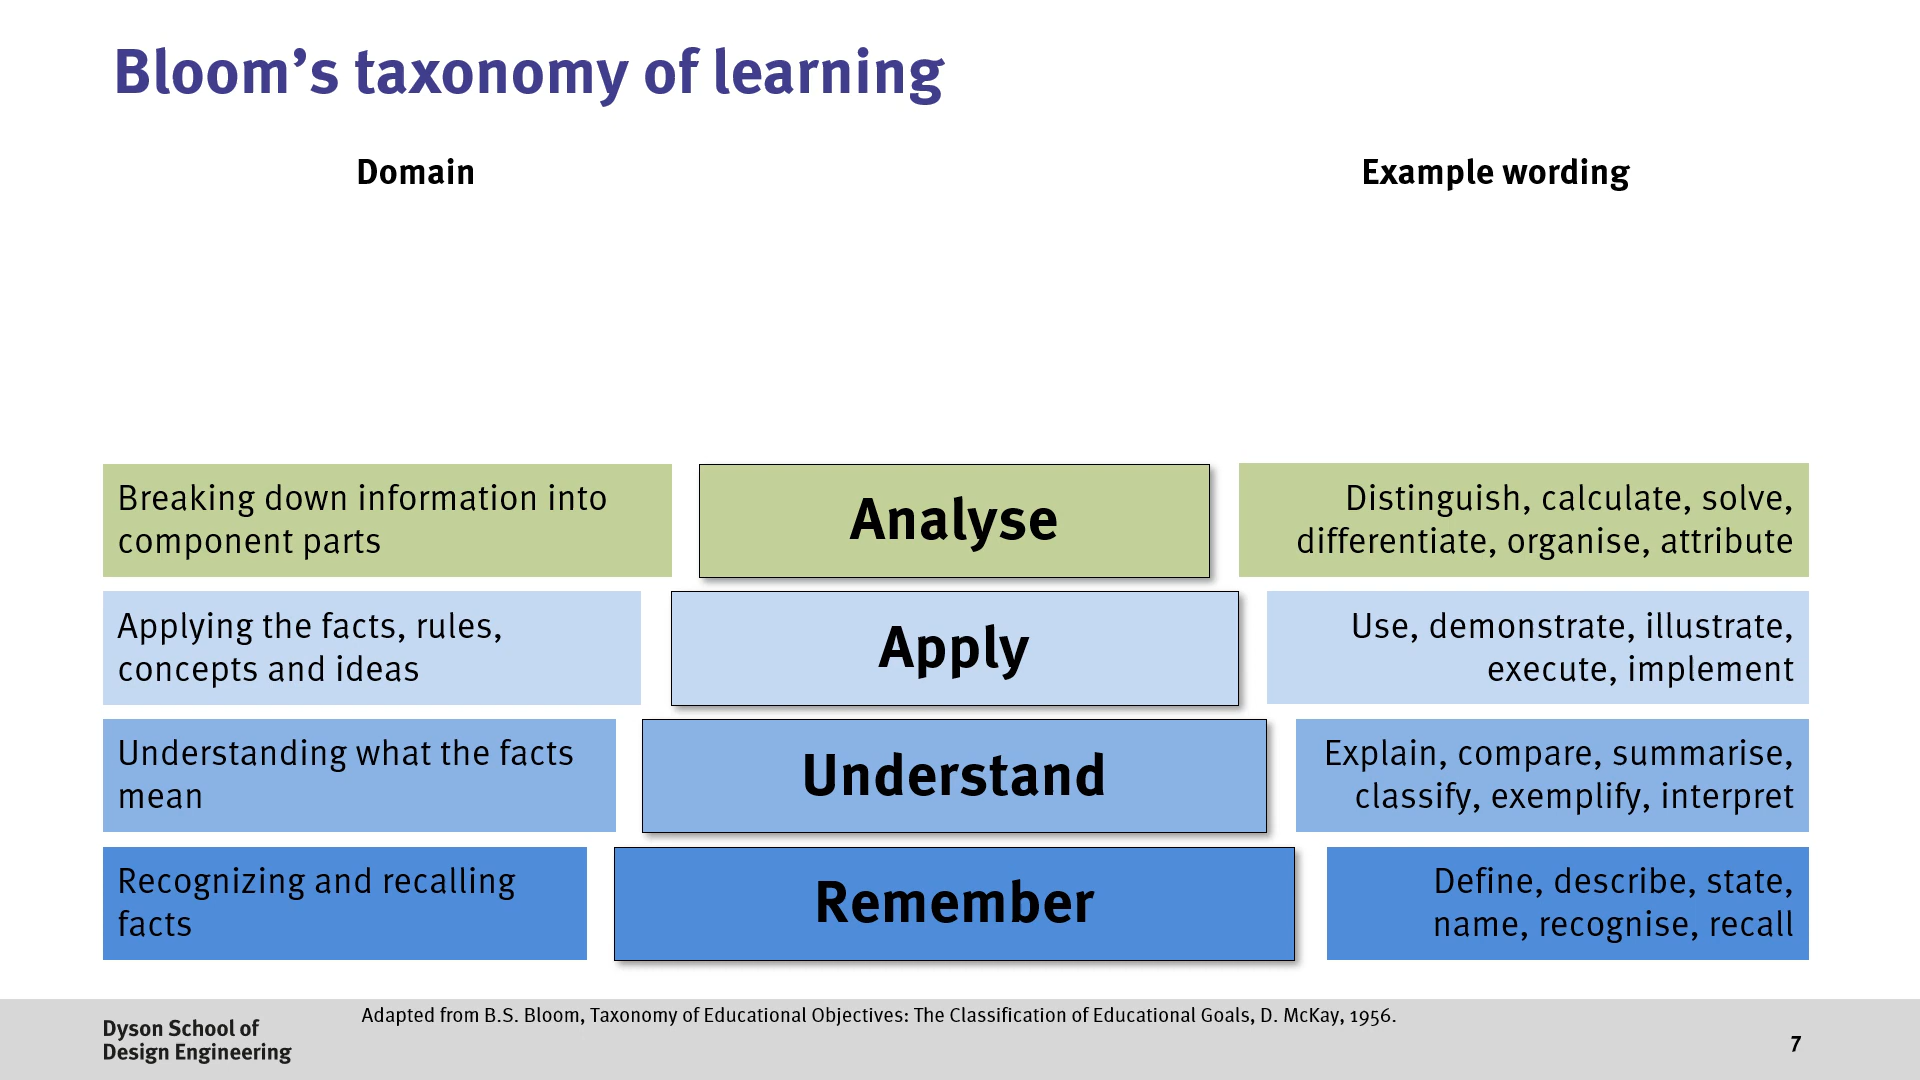 Bloom’s taxonomy of learning
Domain
Example wording
Breaking down information into
component parts
Analyse
Distinguish, calculate, solve,
differentiate, organise, attribute
Applying the facts, rules,
concepts and ideas
Apply
Use, demonstrate, illustrate,
execute, implement
Understanding what the facts
mean
Understand
Explain, compare, summarise,
classify, exemplify, interpret
Recognizing and recalling
facts
Remember
Define, describe, state,
name, recognise, recall
Adapted from B.S. Bloom, Taxonomy of Educational Objectives: The Classification of Educational Goals, D. McKay, 1956.
Dyson School of
Design Engineering
7